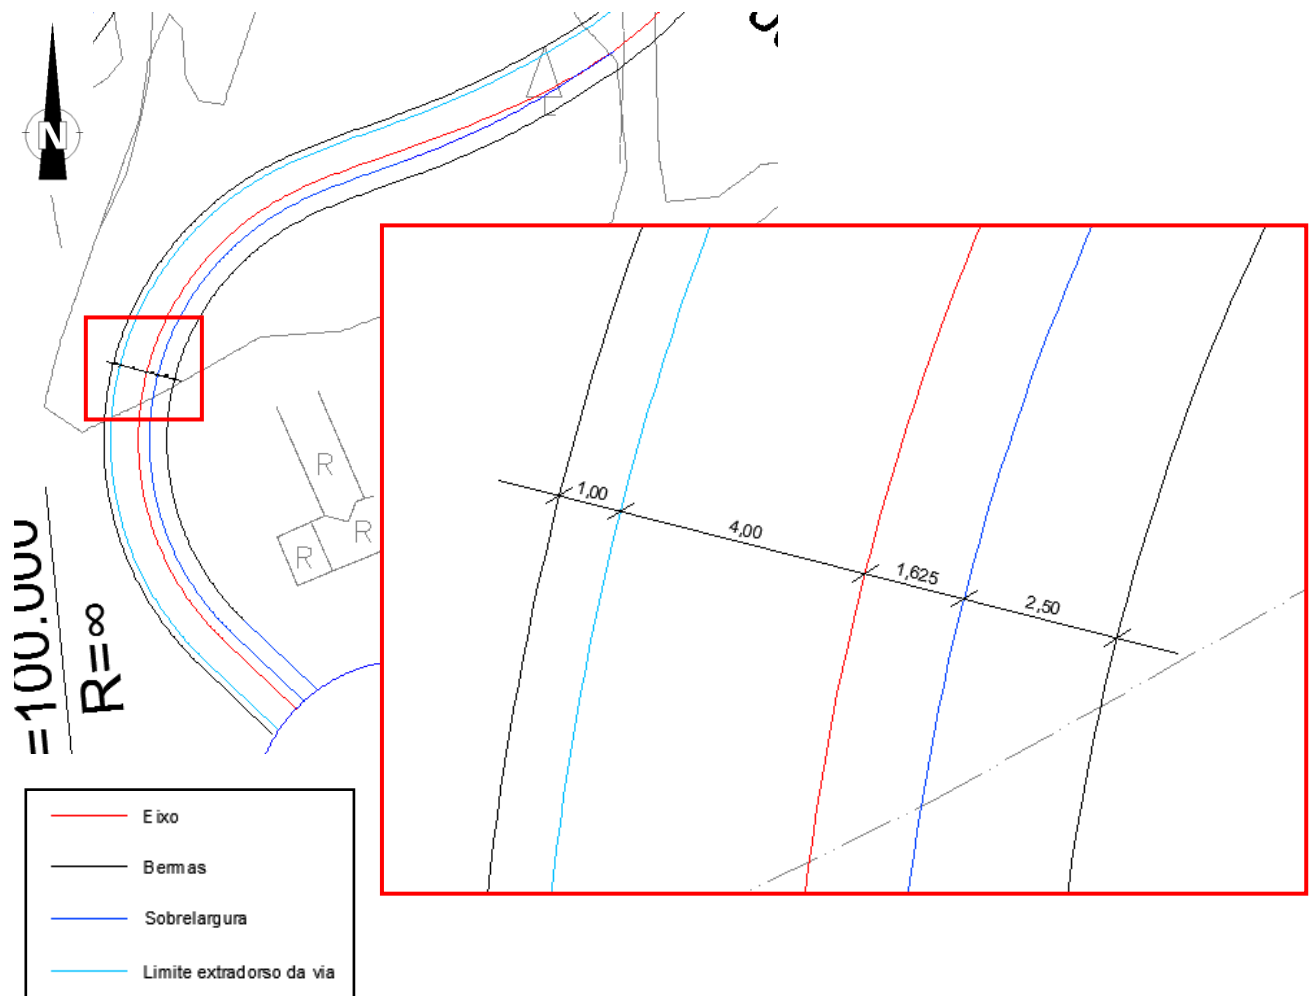 N
R
R
R
=100.000
R=∞
1,00
4,00
1,625
2,50
Eixo
Bermas
Sobrelargura
Limite extradorso da via